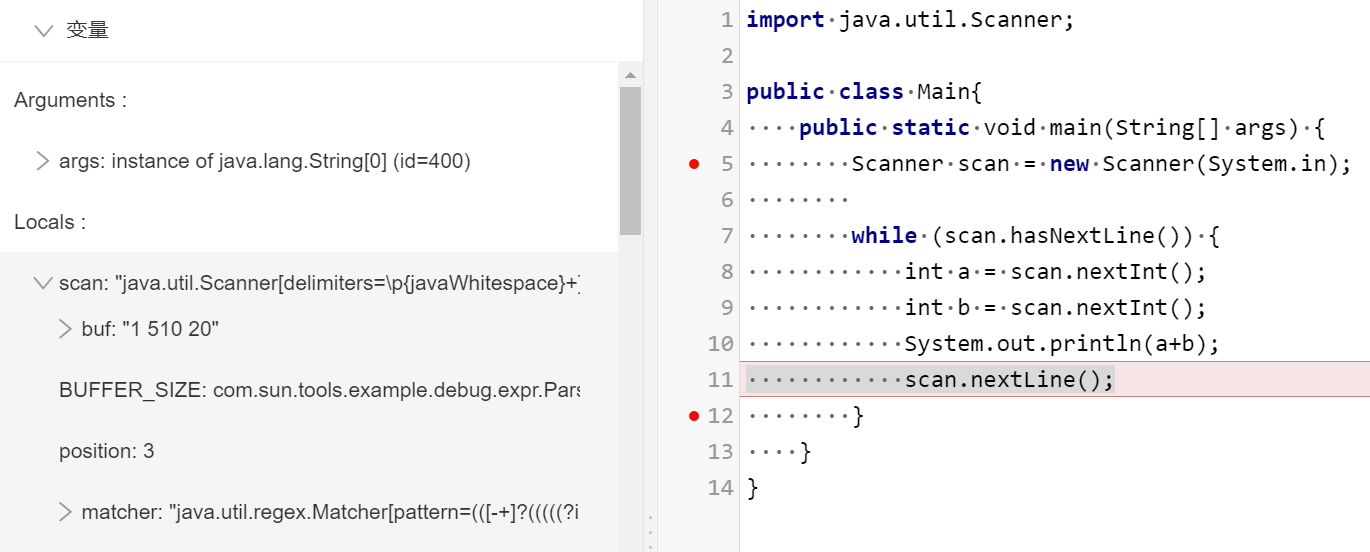 变量
Arguments :
args: instance of java.lang.String[0] (id=400)
Locals :
scan: "java.util.Scanner[delimiters=\p{javaWhitespace}+]
buf: "1 510 20"
BUFFER_SIZE: com.sun.tools.example.debug.expr.Pars
position: 3
matcher: "java.util.regex.Matcher[pattern=(([-+]?(((((?i
1 import·java.util.Scanner;
2
3 public·class·Main{
4 ····public·static·void·main(String[]·args)·{
5 ········Scanner·scan·=·new·Scanner(System.in);
6 ········
7 ········while·(scan.hasNextLine())·{
8 ············int·a·=·scan.nextInt();
9 ············int·b·=·scan.nextInt();
10 ············System.out.println(a+b);
11 ············scan.nextLine();
12 ········}
13 ····}
14 }